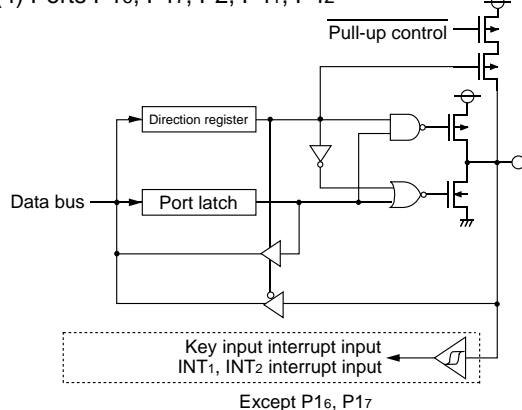 (4) Ports P16, P17, P2, P41, P42
Pull-up control
Direction register
Data bus
Port latch
Key input interrupt input
INT1, INT2 interrupt input
Except P16, P17